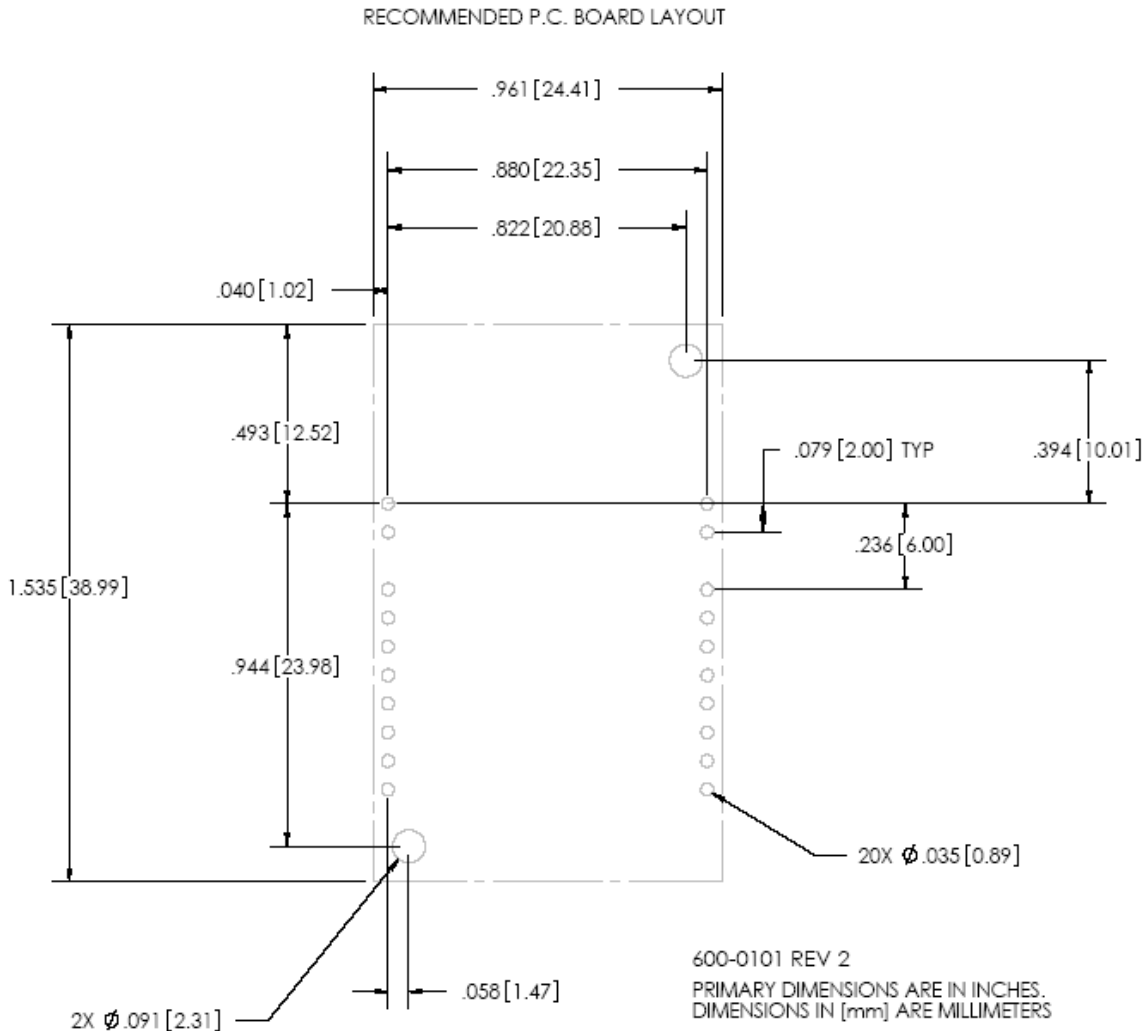 RECOMMENDED P.C. BOARD LAYOUT
.961[24.41]
.880[22.35]
.822[20.88]
.040[1.02]
.493[12.52]
.079[2.00] TYP
.394[10.01]
.236[6.00]
1.535[38.99]
.944[23.98]
20X Ø.035[0.89]
600-0101 REV 2
.058[1.47]
PRIMARY DIMENSIONS ARE IN INCHES.
DIMENSIONS IN [mm] ARE MILLIMETERS
2X Ø.091[2.31]